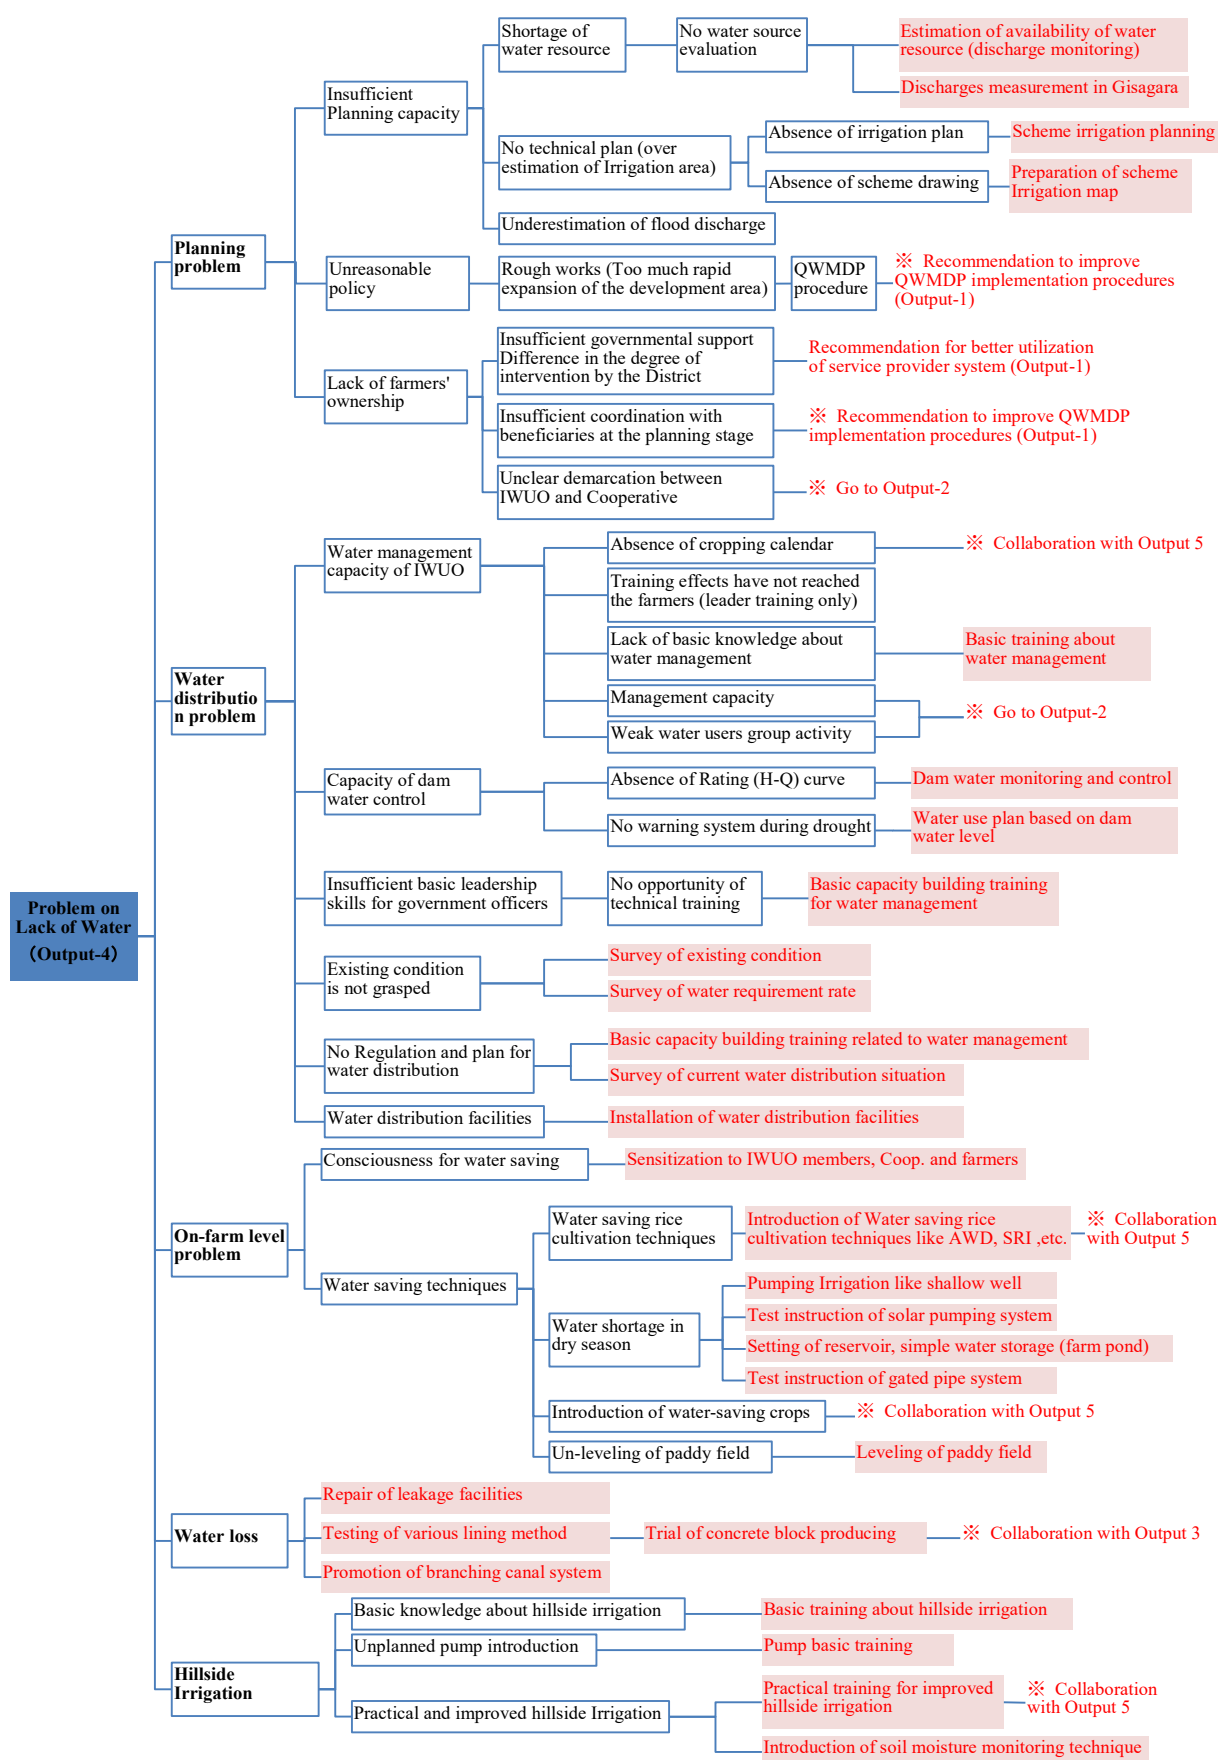 Problem on
Lack of Water
（Output-4）
Planning
problem
Insufficient
Planning capacity
Shortage of
water resource
No water source
evaluation
Estimation of availability of water
resource (discharge monitoring)
Discharges measurement in Gisagara
No technical plan (over
estimation of Irrigation area)
Absence of irrigation plan
Scheme irrigation planning
Absence of scheme drawing
Preparation of scheme
Irrigation map
Underestimation of flood discharge
Unreasonable
policy
Rough works (Too much rapid
expansion of the development area)
QWMDP
procedure
※ Recommendation to improve
QWMDP implementation procedures
(Output-1)
Lack of farmers'
ownership
Insufficient governmental support
Difference in the degree of
intervention by the District
Recommendation for better utilization
of service provider system (Output-1)
Insufficient coordination with
beneficiaries at the planning stage
※ Recommendation to improve QWMDP
implementation procedures (Output-1)
Unclear demarcation between
IWUO and Cooperative
※ Go to Output-2
Water
distributio
n problem
Water management
capacity of IWUO
Absence of cropping calendar
※ Collaboration with Output 5
Training effects have not reached
the farmers (leader training only)
Lack of basic knowledge about
water management
Basic training about
water management
Management capacity
Weak water users group activity
※ Go to Output-2
Capacity of dam
water control
Absence of Rating (H-Q) curve
Dam water monitoring and control
No warning system during drought
Water use plan based on dam
water level
Insufficient basic leadership
skills for government officers
No opportunity of
technical training
Basic capacity building training
for water management
Existing condition
is not grasped
Survey of existing condition
Survey of water requirement rate
No Regulation and plan for
water distribution
Basic capacity building training related to water management
Survey of current water distribution situation
Water distribution facilities
Installation of water distribution facilities
On-farm level
problem
Consciousness for water saving
Sensitization to IWUO members, Coop. and farmers
Water saving techniques
Water saving rice
cultivation techniques
Introduction of Water saving rice
cultivation techniques like AWD, SRI ,etc.
※ Collaboration
with Output 5
Water shortage in
dry season
Pumping Irrigation like shallow well
Test instruction of solar pumping system
Setting of reservoir, simple water storage (farm pond)
Test instruction of gated pipe system
Introduction of water-saving crops
※ Collaboration with Output 5
Un-leveling of paddy field
Leveling of paddy field
Water loss
Repair of leakage facilities
Testing of various lining method
Trial of concrete block producing
※ Collaboration with Output 3
Promotion of branching canal system
Hillside
Irrigation
Basic knowledge about hillside irrigation
Basic training about hillside irrigation
Unplanned pump introduction
Pump basic training
Practical and improved hillside Irrigation
Practical training for improved
hillside irrigation
※ Collaboration
with Output 5
Introduction of soil moisture monitoring technique